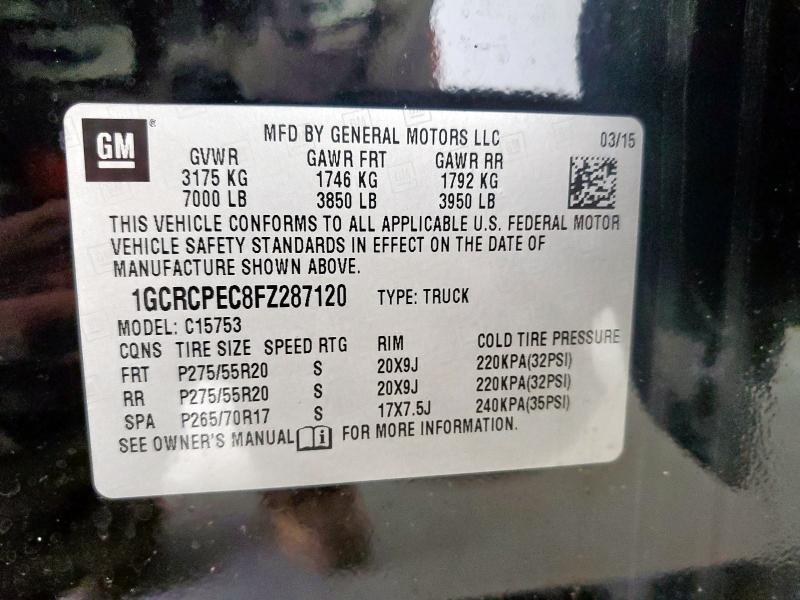 GM ®
MFD BY GENERAL MOTORS LLC 03/15
GVWR GAWR FRT GAWR RR
3175 KG 1746 KG 1792 KG
7000 LB 3850 LB 3950 LB
THIS VEHICLE CONFORMS TO ALL APPLICABLE U.S. FEDERAL MOTOR
VEHICLE SAFETY STANDARDS IN EFFECT ON THE DATE OF
MANUFACTURE SHOWN ABOVE.
1GCRCPEC8FZ287120 TYPE: TRUCK
MODEL: C15753
CQNS TIRE SIZE SPEED RTG RIM COLD TIRE PRESSURE
FRT P275/55R20 S 20X9J 220KPA(32PSI)
RR P275/55R20 S 20X9J 220KPA(32PSI)
SPA P265/70R17 S 17X7.5J 240KPA(35PSI)
SEE OWNER'S MANUAL i FOR MORE INFORMATION.